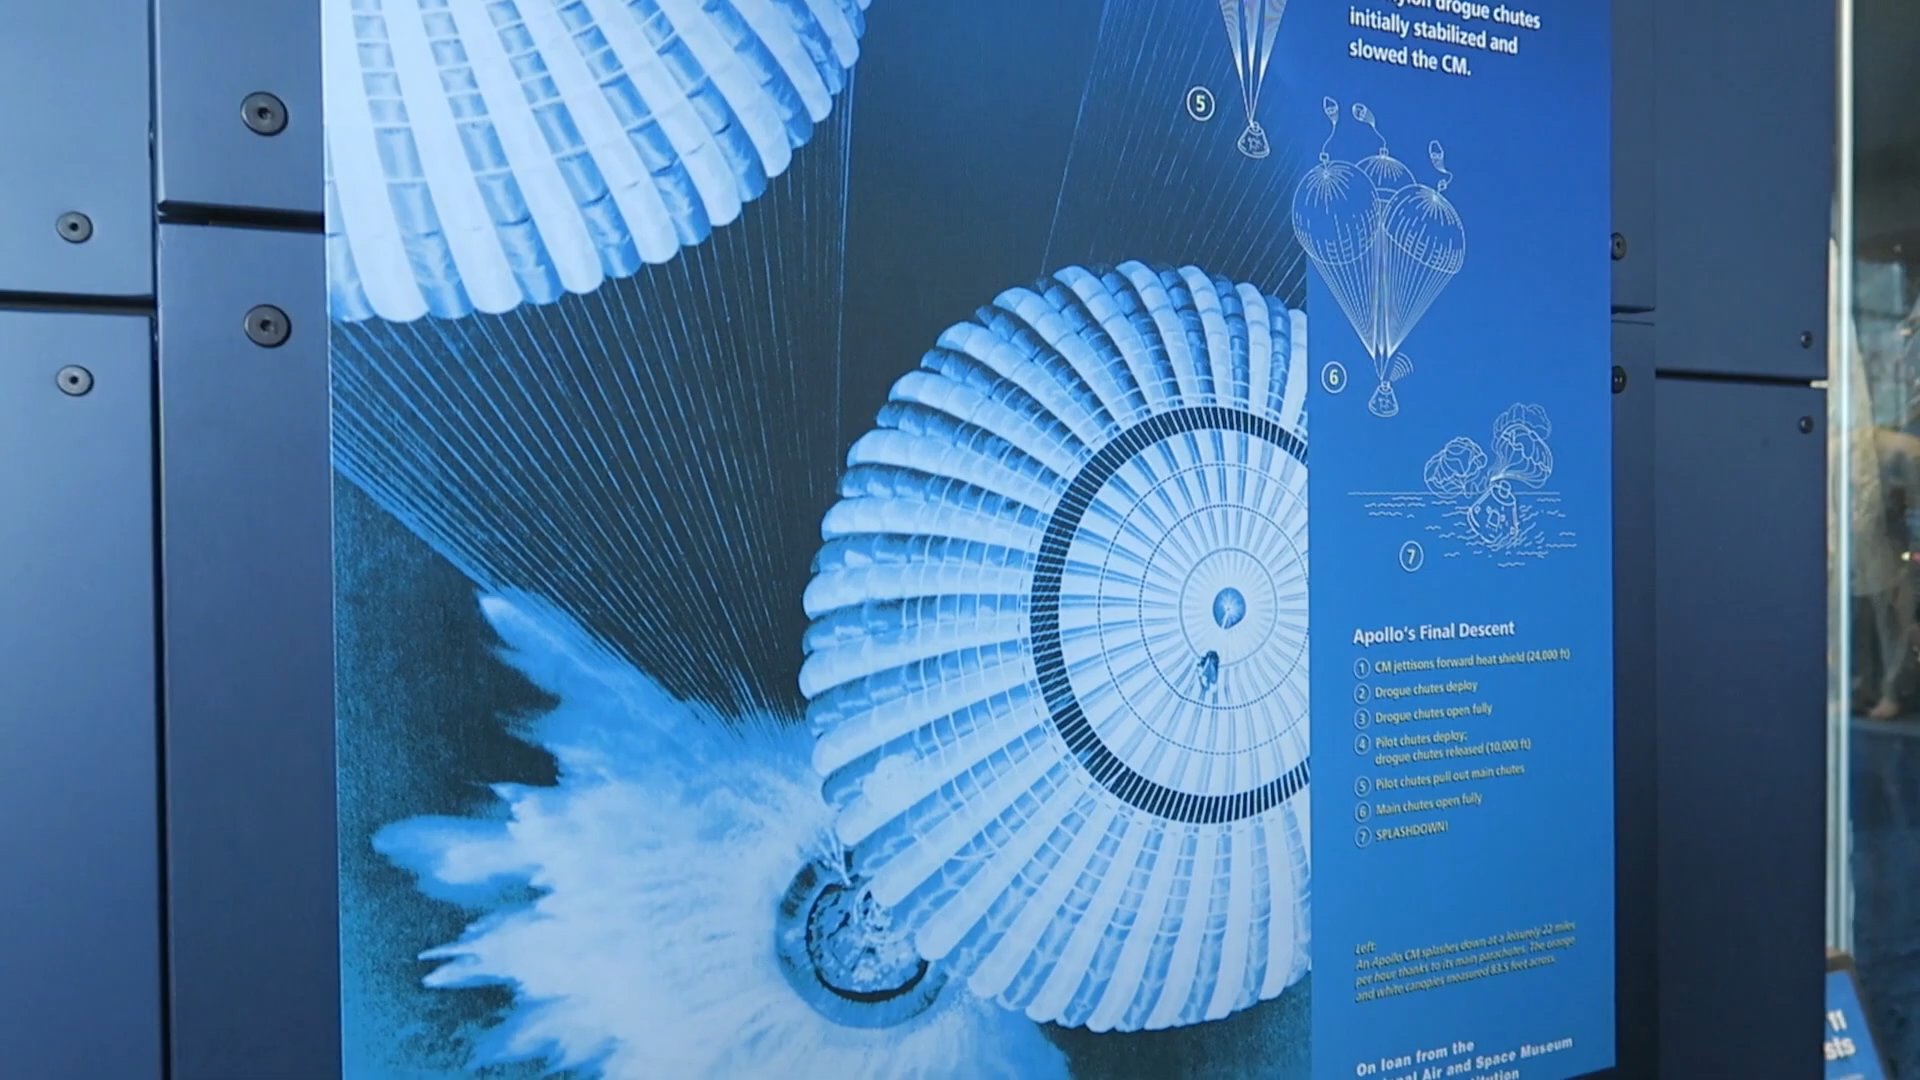 drogue chutes
initially stabilized and
slowed the CM.
5
6
7
Apollo's Final Descent
1 CM jettisons forward heat shield (24,000 ft)
2 Drogue chutes deploy
3 Drogue chutes open fully
4 Pilot chutes deploy;
drogue chutes released (10,000 ft)
5 Pilot chutes pull out main chutes
6 Main chutes open fully
7 SPLASHDOWN!
Left:
An Apollo CM splashes down at a leisurely 22 miles
per hour thanks to its main parachutes. The orange
and white canopies measured 83.5 feet across.
On loan from the
Air and Space Museum
11